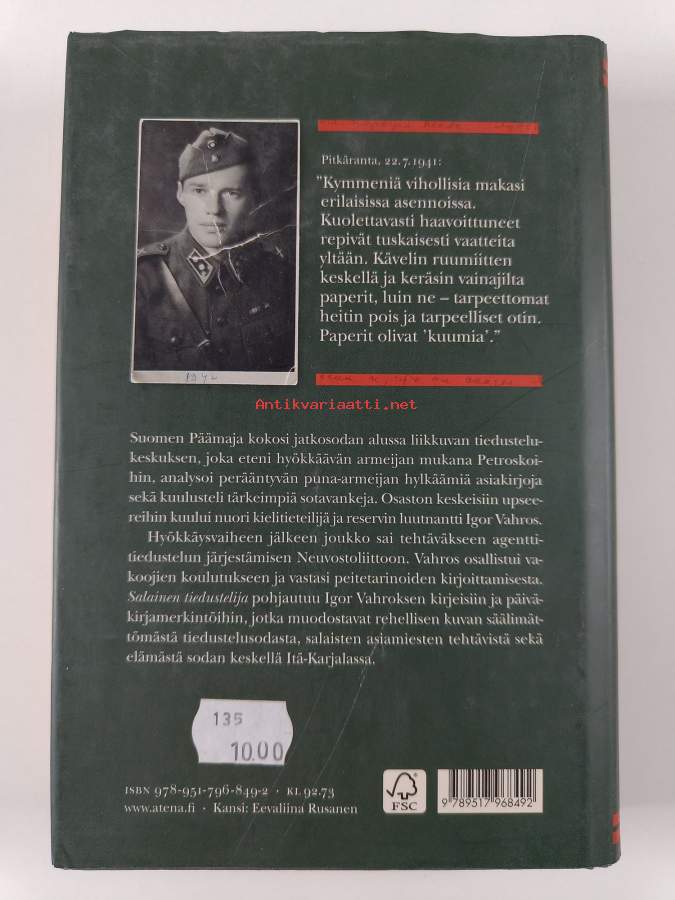 Pitkäranta, 22.7.1941:
"Kymmeniä vihollisia makasi
erilaisissa asennoissa.
Kuolettavasti haavoittuneet
repivät tuskaisesti vaatteita
yltään. Kävelin ruumiitten
keskellä ja keräsin vainajilta
paperit, luin ne – tarpeettomat
heitin pois ja tarpeelliset otin.
Paperit olivat 'kuumia'."
1942
Antikvariaatti.net
Suomen Päämaja kokosi jatkosodan alussa liikkuvan tiedustelu-
keskuksen, joka eteni hyökkäävän armeijan mukana Petroskoi-
hin, analysoi perääntyvän puna-armeijan hylkäämiä asiakirjoja
sekä kuulusteli tärkeimpiä sotavankeja. Osaston keskeisiin upsee-
reihin kuului nuori kielitieteilijä ja reservin luutnantti Igor Vahros.
Hyökkäysvaiheen jälkeen joukko sai tehtäväkseen agentti-
tiedustelun järjestämisen Neuvostoliittoon. Vahros osallistui va-
koojien koulutukseen ja vastasi peitetarinoiden kirjoittamisesta.
Salainen tiedustelija pohjautuu Igor Vahroksen kirjeisiin ja päivä-
kirjamerkintöihin, jotka muodostavat rehellisen kuvan säälimät-
tömästä tiedustelusodasta, salaisten asiamiesten tehtävistä sekä
elämästä sodan keskellä Itä-Karjalassa.
135
10.00
ISBN 978-951-796-849-2 · KL 92.73
www.atena.fi · Kansi: Eevaliina Rusanen
FSC
9 789517 968492